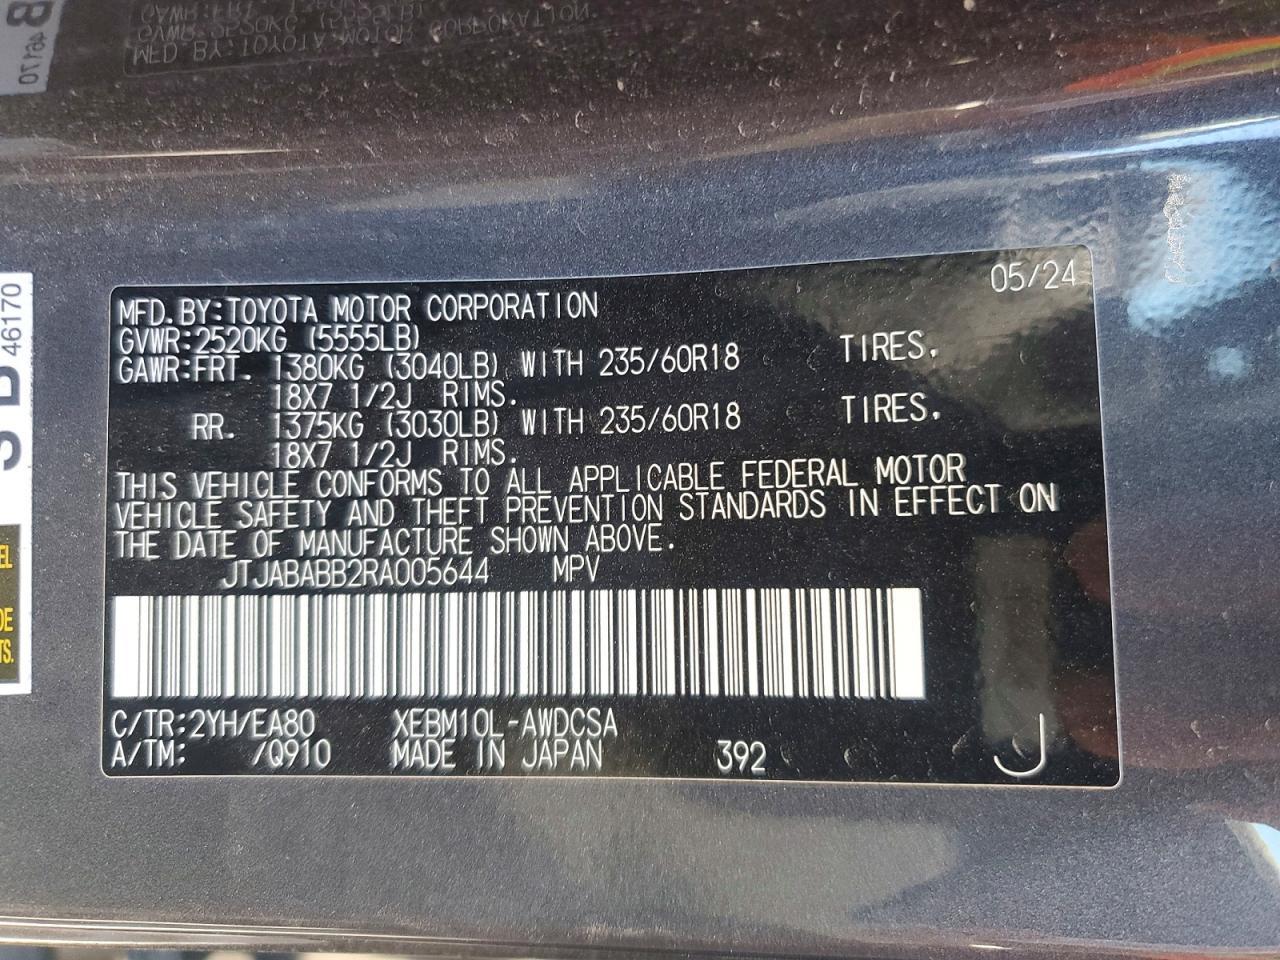 05/24
MFD.BY:TOYOTA MOTOR CORPORATION
GVWR:2520KG (5555LB)
GAWR:FRT. 1380KG (3040LB) WITH 235/60R18 TIRES,
18X7 1/2J RIMS.
RR. 1375KG (3030LB) WITH 235/60R18 TIRES,
18X7 1/2J RIMS.
THIS VEHICLE CONFORMS TO ALL APPLICABLE FEDERAL MOTOR
VEHICLE SAFETY AND THEFT PREVENTION STANDARDS IN EFFECT ON
THE DATE OF MANUFACTURE SHOWN ABOVE.
JTJABABB2RA005644 MPV
C/TR:2YH/EA80 XEBM10L-AWDCSA
A/TM: /Q910 MADE IN JAPAN 392 J
46170